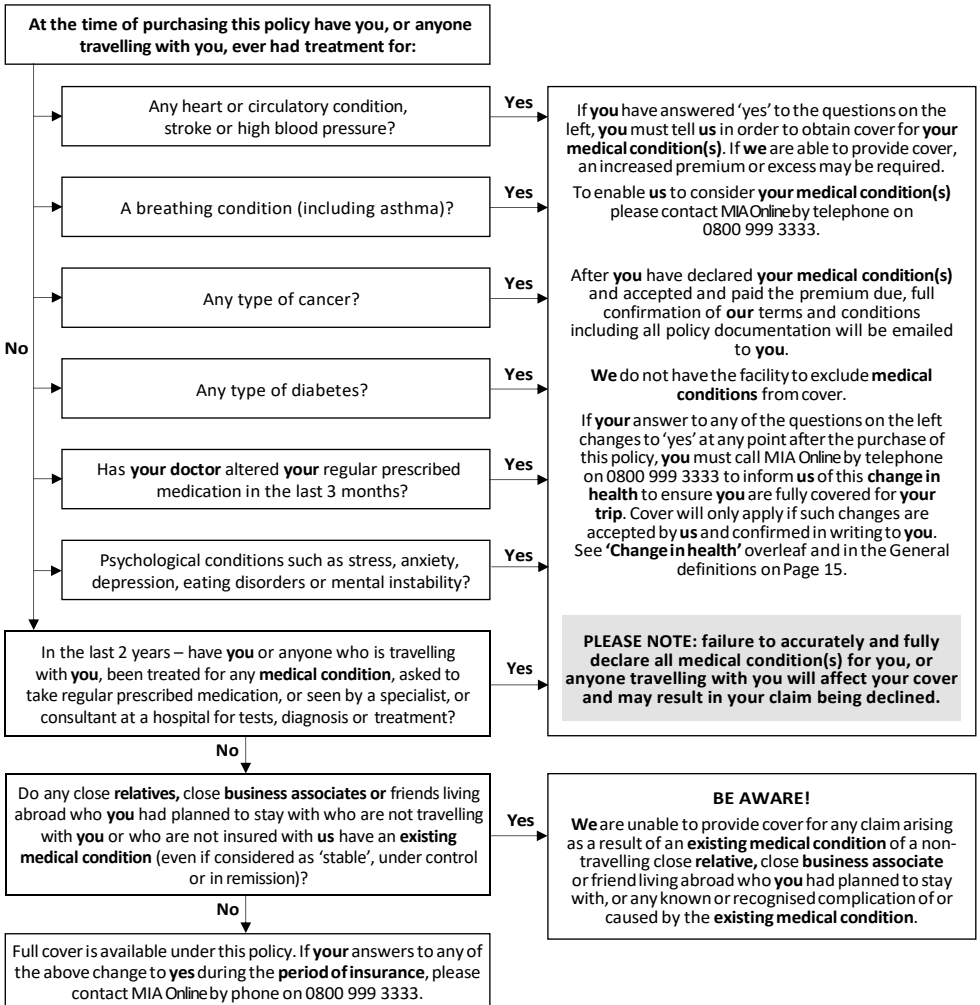 At the time of purchasing this policy have you, or anyone
travelling with you, ever had treatment for:
Any heart or circulatory condition,
stroke or high blood pressure?
Yes
A breathing condition (including asthma)?
Yes
Any type of cancer?
Yes
No
Any type of diabetes?
Yes
Has your doctor altered your regular prescribed
medication in the last 3 months?
Yes
Psychological conditions such as stress, anxiety,
depression, eating disorders or mental instability?
Yes
If you have answered ‘yes’ to the questions on the
left, you must tell us in order to obtain cover for your
medical condition(s). If we are able to provide cover,
an increased premium or excess may be required.
To enable us to consider your medical condition(s)
please contact MIA Online by telephone on
0800 999 3333.
After you have declared your medical condition(s)
and accepted and paid the premium due, full
confirmation of our terms and conditions
including all policy documentation will be emailed
to you.
We do not have the facility to exclude medical
conditions from cover.
If your answer to any of the questions on the left
changes to ‘yes’ at any point after the purchase of
this policy, you must call MIA Online by telephone
on 0800 999 3333 to inform us of this change in
health to ensure you are fully covered for your
trip. Cover will only apply if such changes are
accepted by us and confirmed in writing to you.
See ‘Change in health’ overleaf and in the General
definitions on Page 15.
PLEASE NOTE: failure to accurately and fully
declare all medical condition(s) for you, or
anyone travelling with you will affect your cover
and may result in your claim being declined.
In the last 2 years – have you or anyone who is travelling
with you, been treated for any medical condition, asked to
take regular prescribed medication, or seen by a specialist, or
consultant at a hospital for tests, diagnosis or treatment?
Yes
No
Do any close relatives, close business associates or friends living
abroad who you had planned to stay with who are not travelling
with you or who are not insured with us have an existing
medical condition (even if considered as ‘stable’, under control
or in remission)?
Yes
BE AWARE!
We are unable to provide cover for any claim arising
as a result of an existing medical condition of a non-
travelling close relative, close business associate
or friend living abroad who you had planned to stay
with, or any known or recognised complication of or
caused by the existing medical condition.
No
Full cover is available under this policy. If your answers to any of
the above change to yes during the period of insurance, please
contact MIA Online by phone on 0800 999 3333.